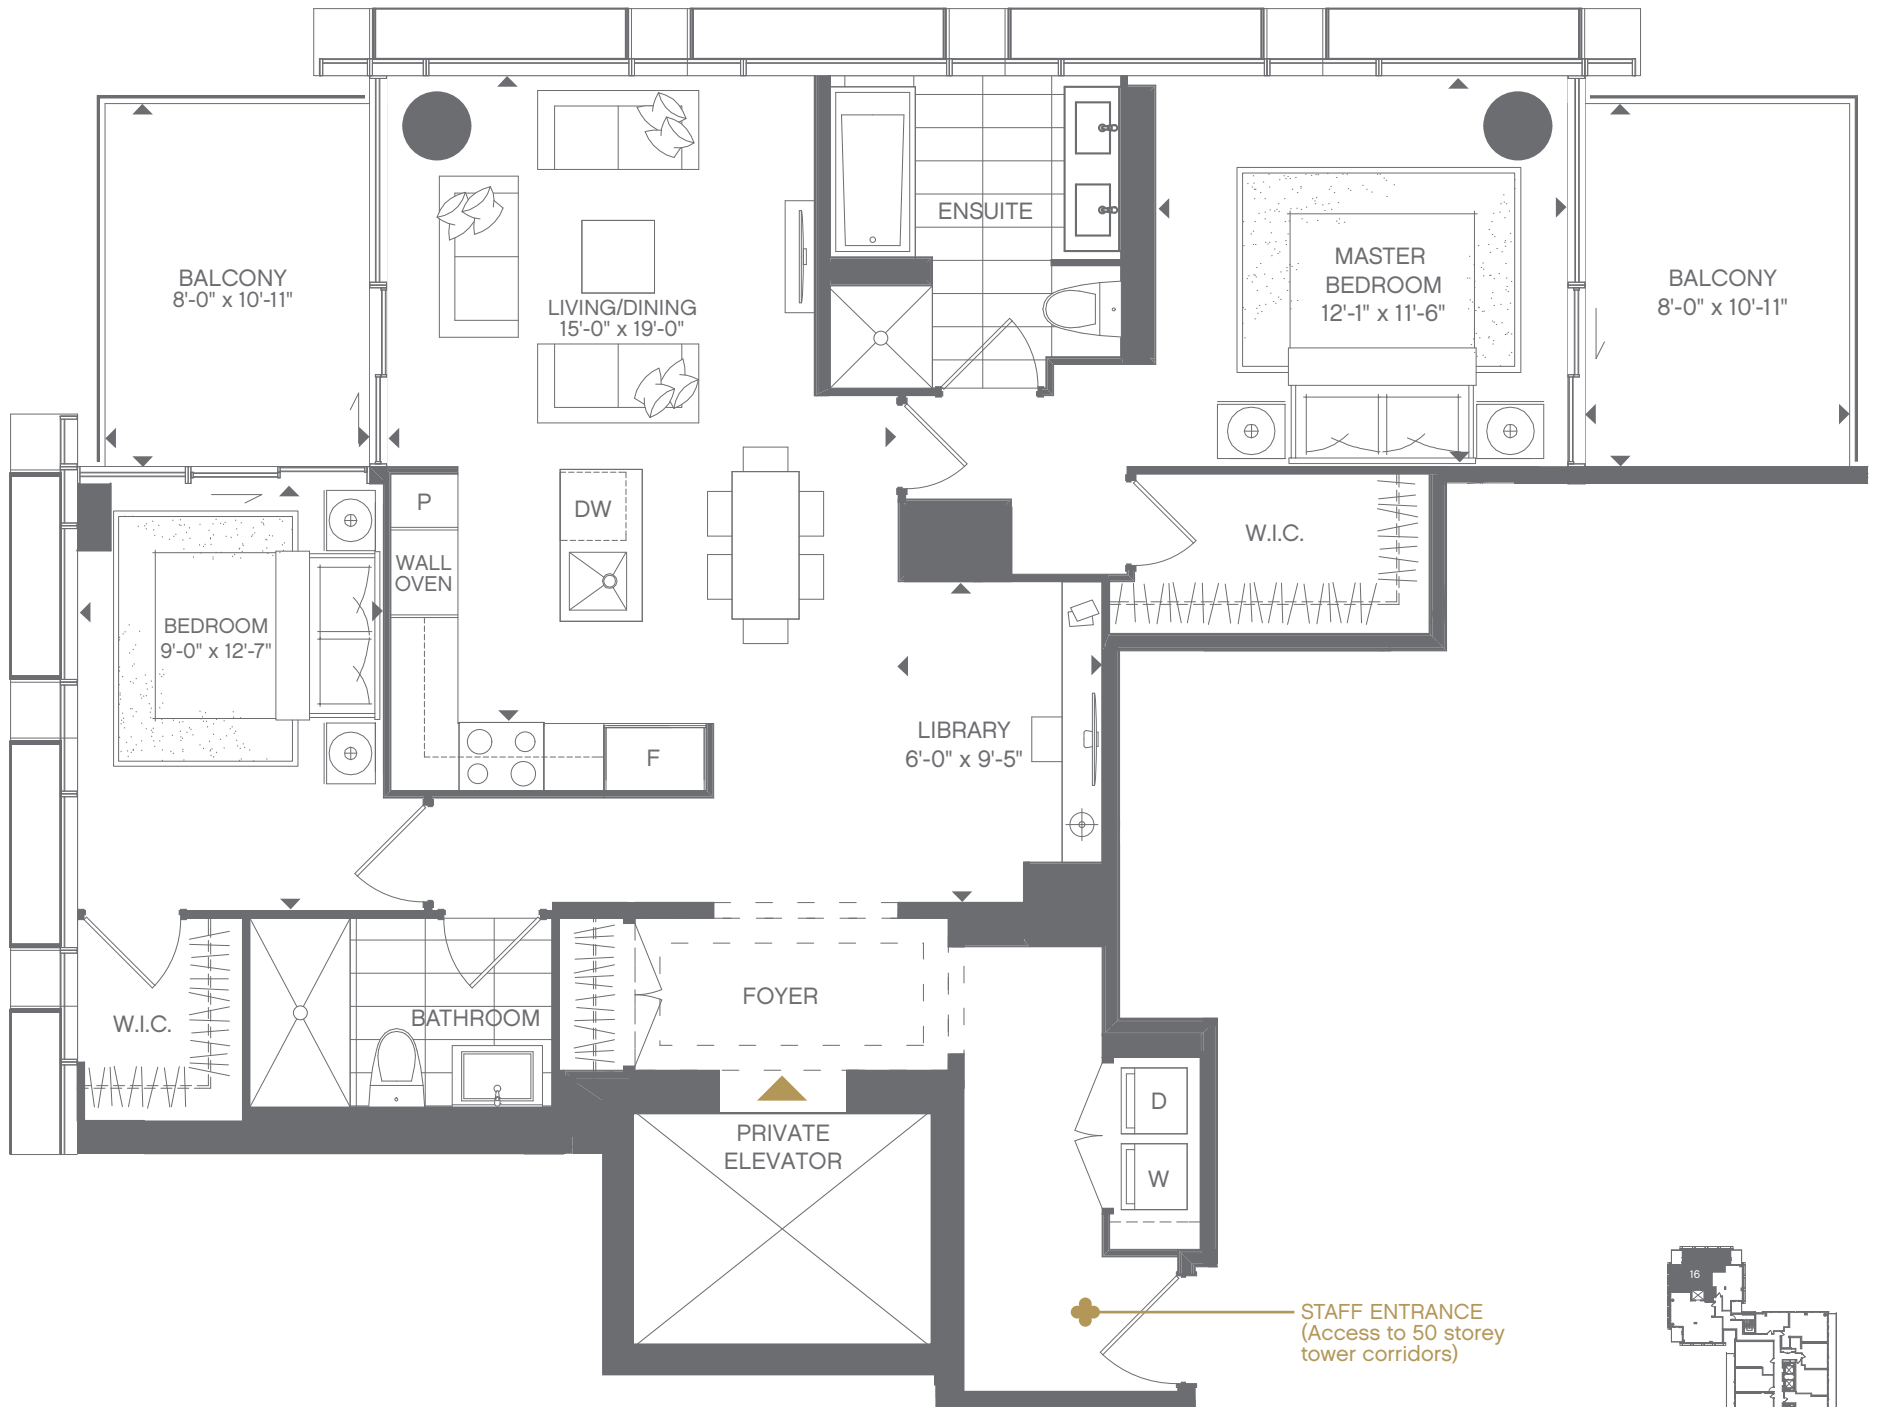 ENSUITE
BALCONY
8'-0" x 10'-11"
LIVING/DINING
15'-0" x 19'-0"
MASTER
BEDROOM
12'-1" x 11'-6"
BALCONY
8'-0" x 10'-11"
P
DW
WALL
OVEN
W.I.C.
BEDROOM
9'-0" x 12'-7"
LIBRARY
6'-0" x 9'-5"
F
FOYER
W.I.C.
BATHROOM
D
W
PRIVATE
ELEVATOR
STAFF ENTRANCE
(Access to 50 storey
tower corridors)
16